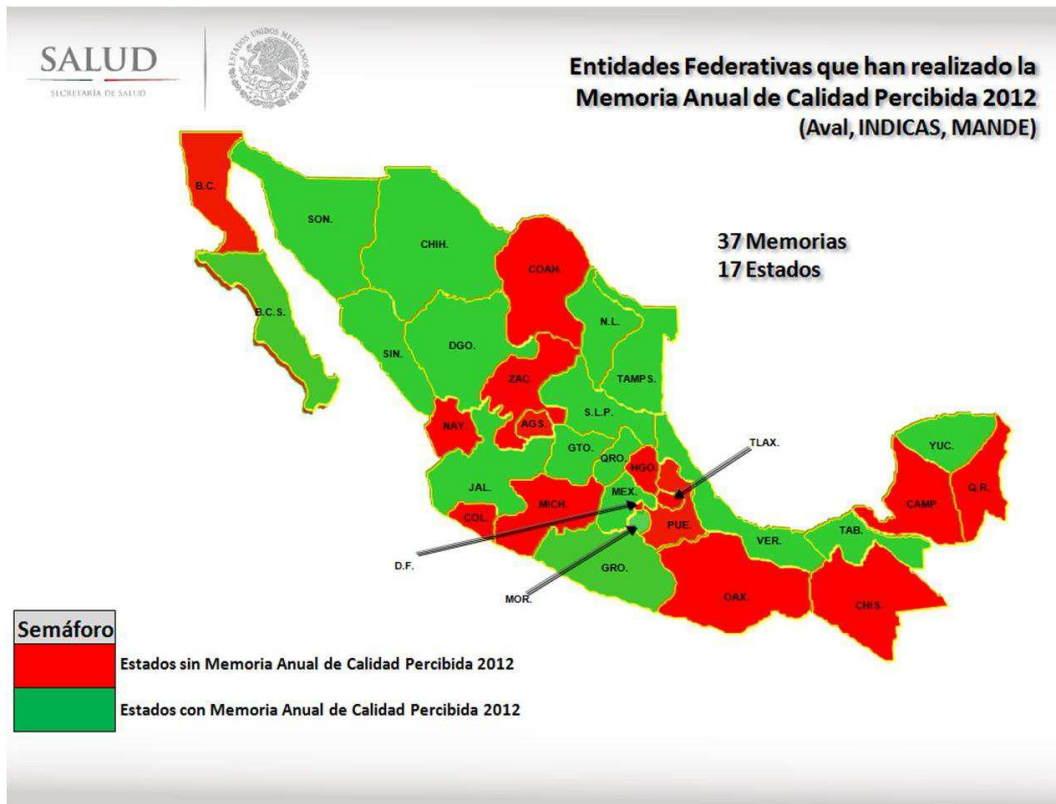 SALUD
SECRETARÍA DE SALUD
ESTADOS UNIDOS MEXICANOS
Entidades Federativas que han realizado la
Memoria Anual de Calidad Percibida 2012
(Aval, INDICAS, MANDE)
37 Memorias
17 Estados
B.C.
SON.
CHIH.
COAH.
B.C.S.
N.L.
SIN.
DGO.
ZAC.
TAMPS.
S.L.P.
NAY.
AGS.
GTO.
QRO.
HGO.
TLAX.
YUC.
JAL.
MICH.
MEX.
CAMP.
Q.R.
COL.
PUE.
VER.
TAB.
D.F.
GRO.
MOR.
OAX.
CHIS.
Semáforo
Estados sin Memoria Anual de Calidad Percibida 2012
Estados con Memoria Anual de Calidad Percibida 2012